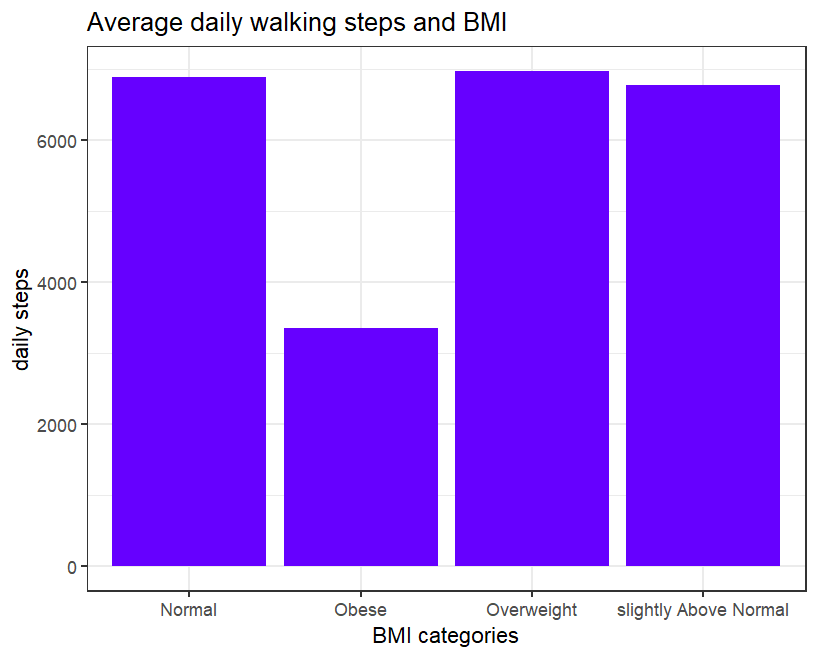 Average daily walking steps and BMI
daily steps
6000
4000
2000
0
Normal Obese Overweight slightly Above Normal
BMI categories